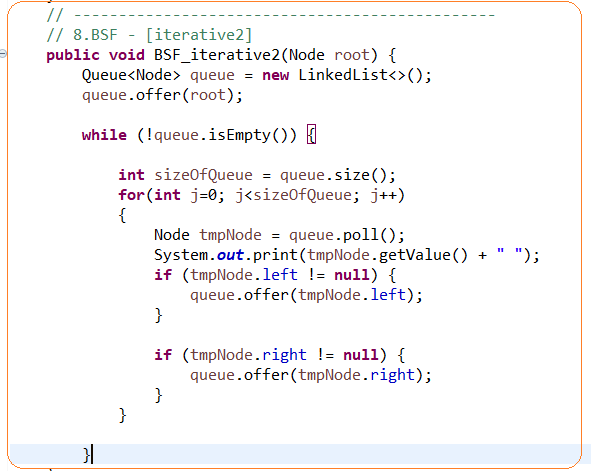 // -----------------------------------------------
// 8.BSF - [iterative2]
public void BSF_iterative2(Node root) {
Queue<Node> queue = new LinkedList<>();
queue.offer(root);
while (!queue.isEmpty()) {
int sizeOfQueue = queue.size();
for(int j=0; j<sizeOfQueue; j++)
{
Node tmpNode = queue.poll();
System.out.print(tmpNode.getValue() + " ");
if (tmpNode.left != null) {
queue.offer(tmpNode.left);
}
if (tmpNode.right != null) {
queue.offer(tmpNode.right);
}
}
}